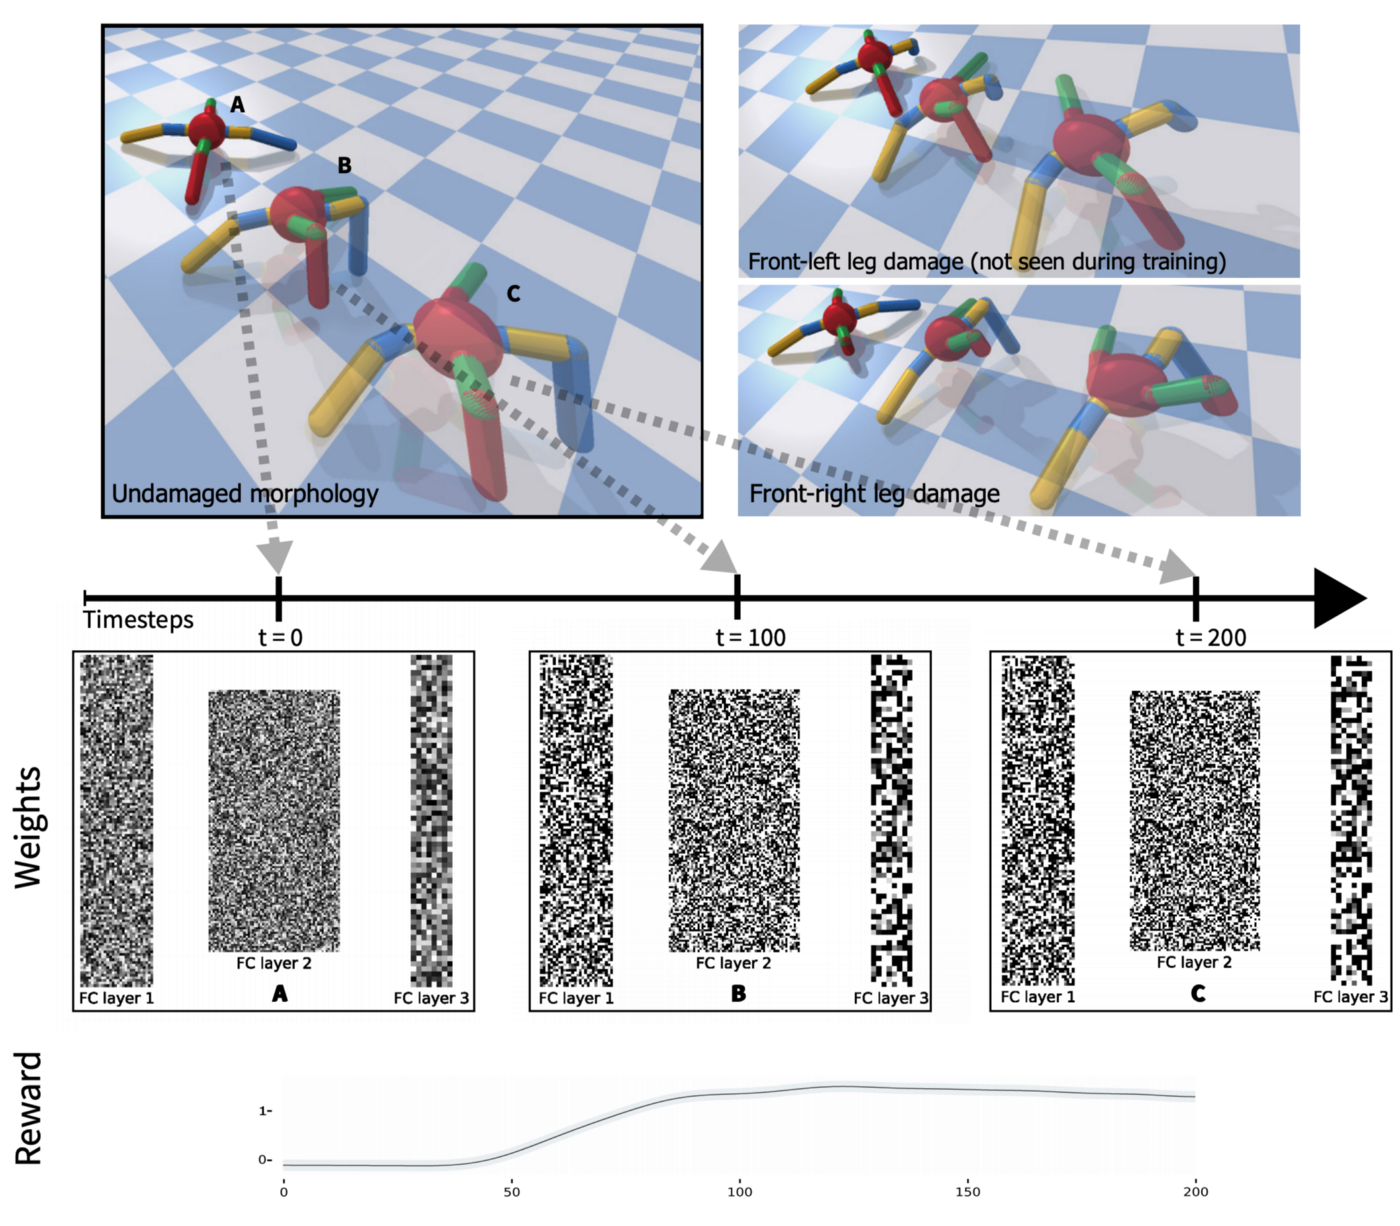 A
B
C
Undamaged morphology
Front-left leg damage (not seen during training)
Front-right leg damage
Timesteps
t = 0
t = 100
t = 200
Weights
FC layer 1
FC layer 2
FC layer 3
A
FC layer 1
FC layer 2
FC layer 3
B
FC layer 1
FC layer 2
FC layer 3
C
Reward
1-
0-
0
50
100
150
200